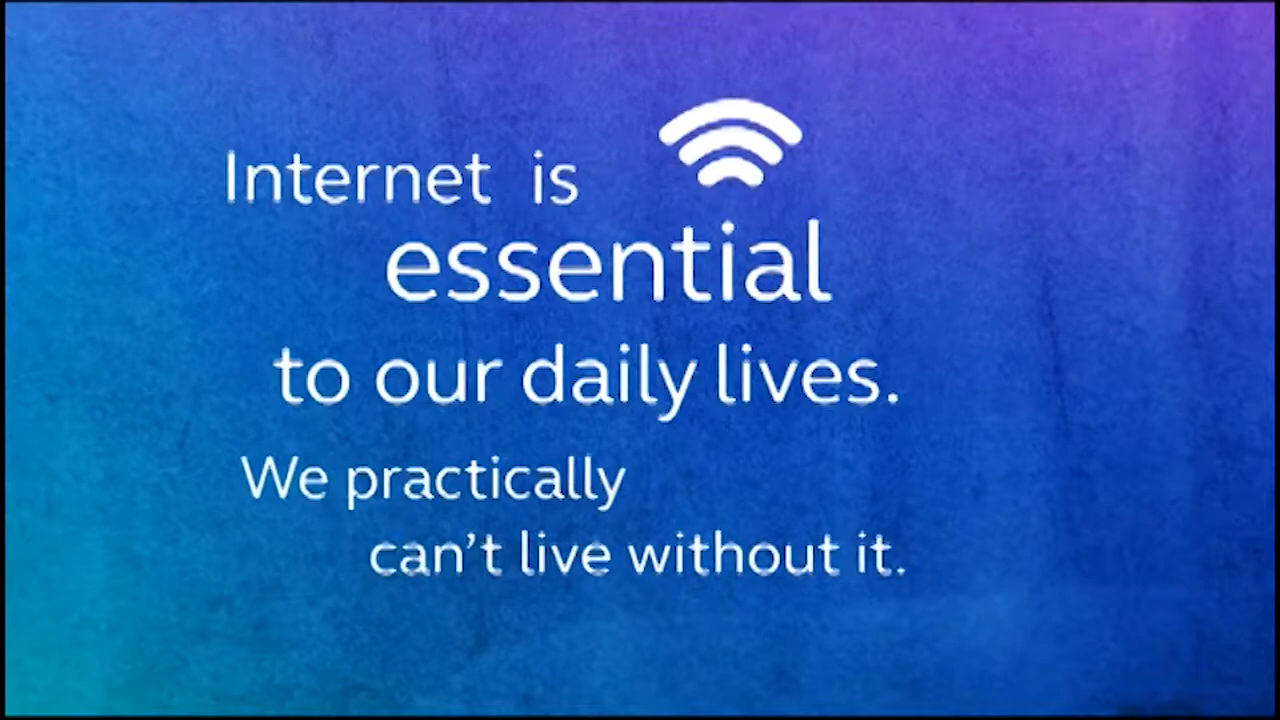 Internet is
essential
to our daily lives.
We practically
can't live without it.